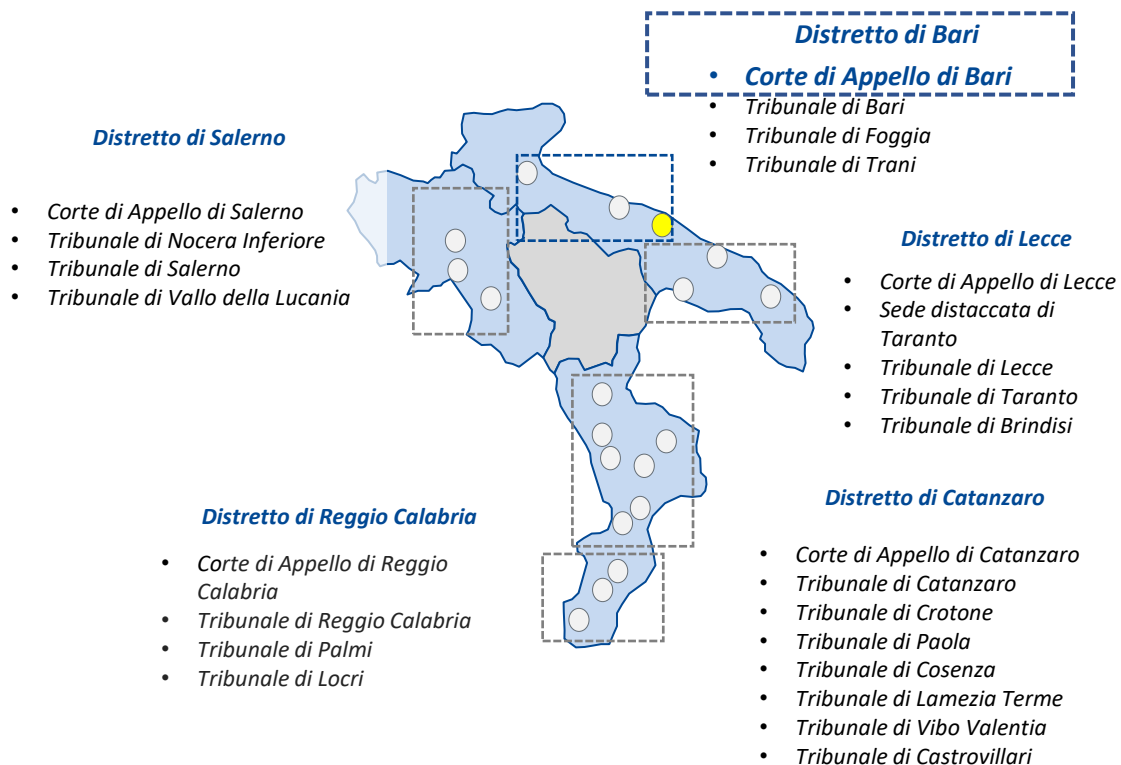 Distretto di Bari
• Corte di Appello di Bari
• Tribunale di Bari
• Tribunale di Foggia
• Tribunale di Trani
Distretto di Salerno
• Corte di Appello di Salerno
• Tribunale di Nocera Inferiore
• Tribunale di Salerno
• Tribunale di Vallo della Lucania
Distretto di Lecce
• Corte di Appello di Lecce
• Sede distaccata di
Taranto
• Tribunale di Lecce
• Tribunale di Taranto
• Tribunale di Brindisi
Distretto di Reggio Calabria
• Corte di Appello di Reggio
Calabria
• Tribunale di Reggio Calabria
• Tribunale di Palmi
• Tribunale di Locri
Distretto di Catanzaro
• Corte di Appello di Catanzaro
• Tribunale di Catanzaro
• Tribunale di Crotone
• Tribunale di Paola
• Tribunale di Cosenza
• Tribunale di Lamezia Terme
• Tribunale di Vibo Valentia
• Tribunale di Castrovillari